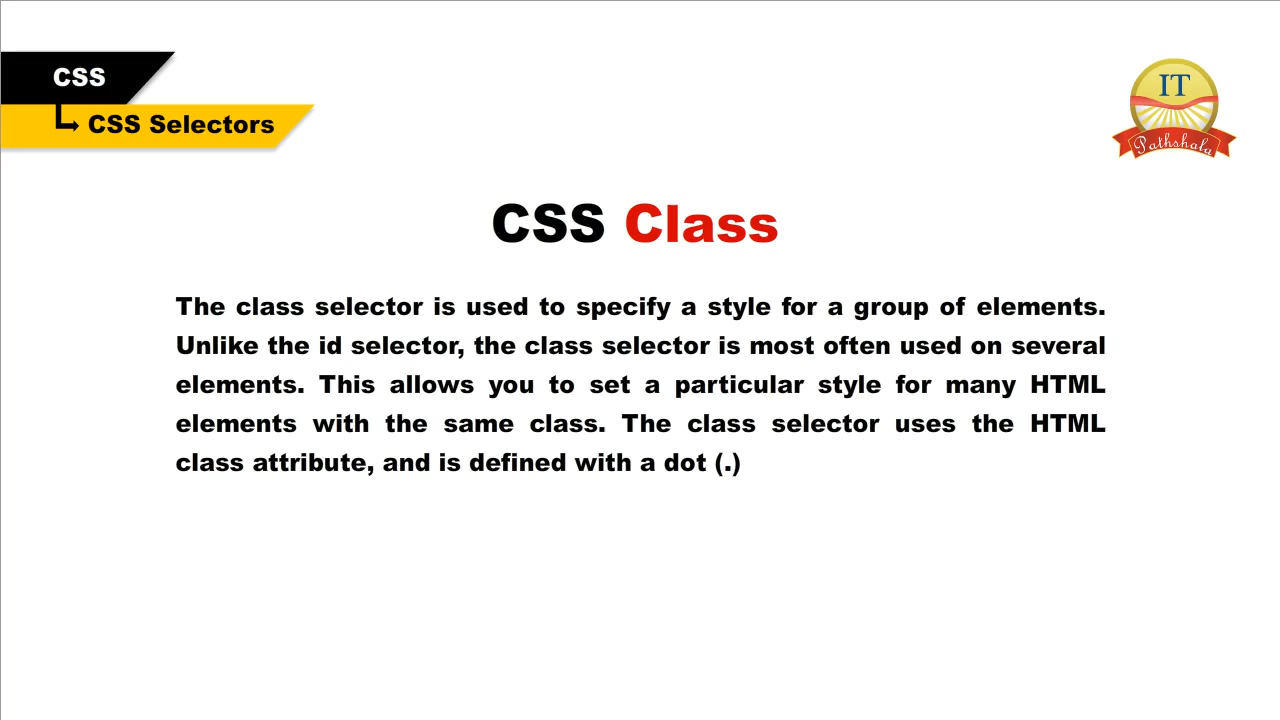 CSS
CSS Selectors
IT
Pathshala
CSS Class
The class selector is used to specify a style for a group of elements.
Unlike the id selector, the class selector is most often used on several
elements. This allows you to set a particular style for many HTML
elements with the same class. The class selector uses the HTML
class attribute, and is defined with a dot (.)